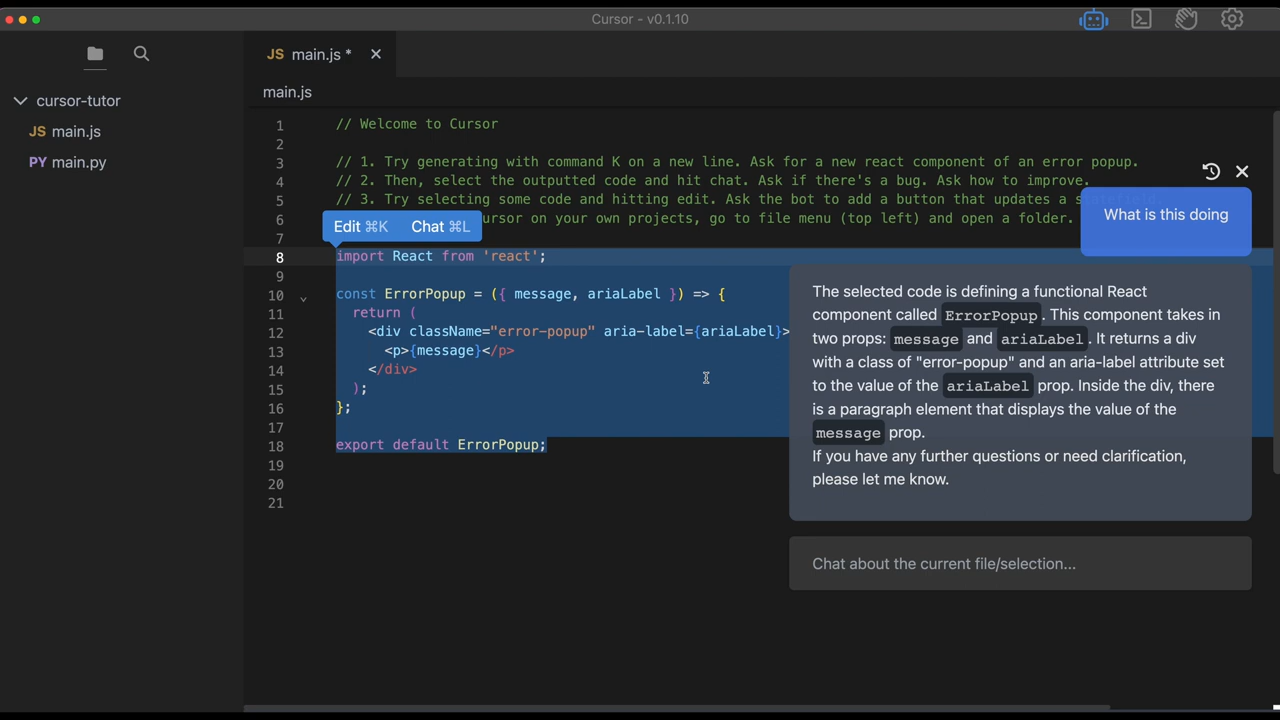 Cursor - v0.1.10
JS main.js *
cursor-tutor
JS main.js
PY main.py
main.js
1 // Welcome to Cursor
2
3 // 1. Try generating with command K on a new line. Ask for a new react component of an error popup.
4 // 2. Then, select the outputted code and hit chat. Ask if there's a bug. Ask how to improve.
5 // 3. Try selecting some code and hitting edit. Ask the bot to add a button that updates a
6 ursor on your own projects, go to file menu (top left) and open a folder.
Edit ⌘K Chat ⌘L
7
8 import React from 'react';
9
10 const ErrorPopup = ({ message, ariaLabel }) => {
11 return (
12 <div className="error-popup" aria-label={ariaLabel}>
13 <p>{message}</p>
14 </div>
15 );
16 };
17
18 export default ErrorPopup;
19
20
21
What is this doing
The selected code is defining a functional React
component called ErrorPopup. This component takes in
two props: message and ariaLabel. It returns a div
with a class of "error-popup" and an aria-label attribute set
to the value of the ariaLabel prop. Inside the div, there
is a paragraph element that displays the value of the
message prop.
If you have any further questions or need clarification,
please let me know.
Chat about the current file/selection...